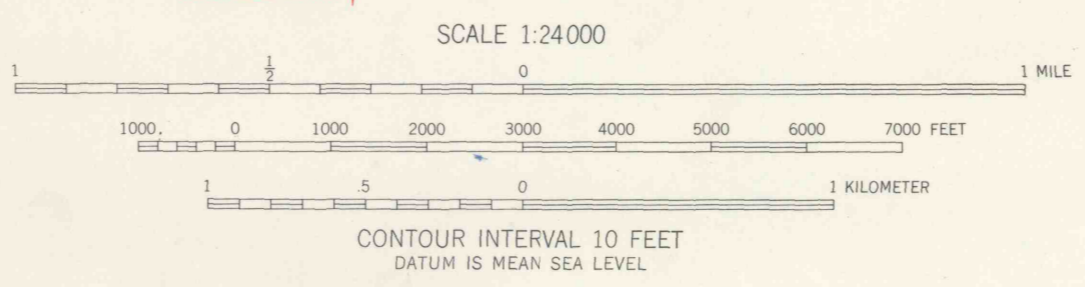 SCALE 1:24000
1 1/2 0 1 MILE
1000 0 1000 2000 3000 4000 5000 6000 7000 FEET
1 .5 0 1 KILOMETER
CONTOUR INTERVAL 10 FEET
DATUM IS MEAN SEA LEVEL